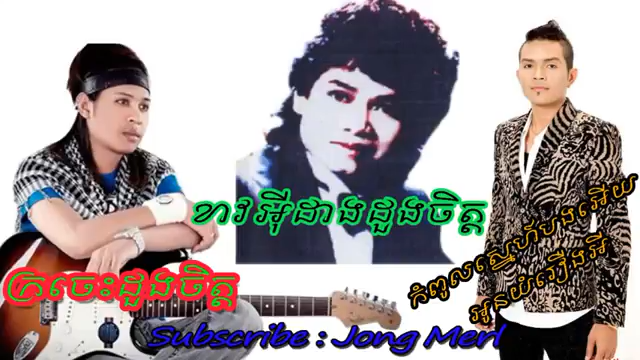 ខាវអ៊ីដាងដួងចិត្ត
ក្រចេះដួងចិត្ត
កំពូលស្នេហ៍បងអើយ
អូនយំរឿងអី
Subscribe : Jong Merl